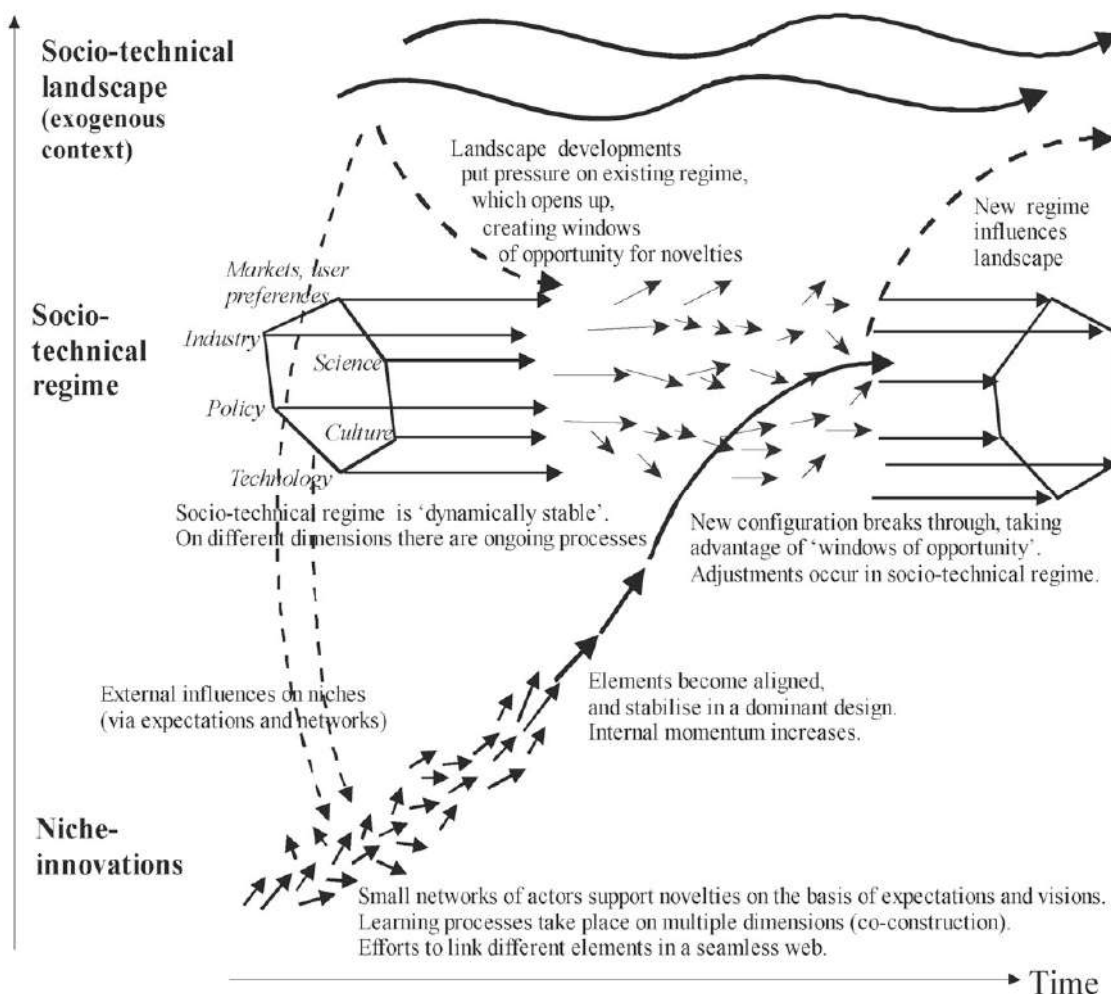 Socio-technical
landscape
(exogenous
context)
Landscape developments
put pressure on existing regime,
which opens up,
creating windows
of opportunity for novelties
New regime
influences
landscape
Markets, user
preferences
Socio-
technical
regime
Industry
Science
Policy
Culture
Technology
Socio-technical regime is ‘dynamically stable’.
On different dimensions there are ongoing processes
New configuration breaks through, taking
advantage of ‘windows of opportunity’.
Adjustments occur in socio-technical regime.
External influences on niches
(via expectations and networks)
Elements become aligned,
and stabilise in a dominant design.
Internal momentum increases.
Niche-
innovations
Small networks of actors support novelties on the basis of expectations and visions.
Learning processes take place on multiple dimensions (co-construction).
Efforts to link different elements in a seamless web.
Time